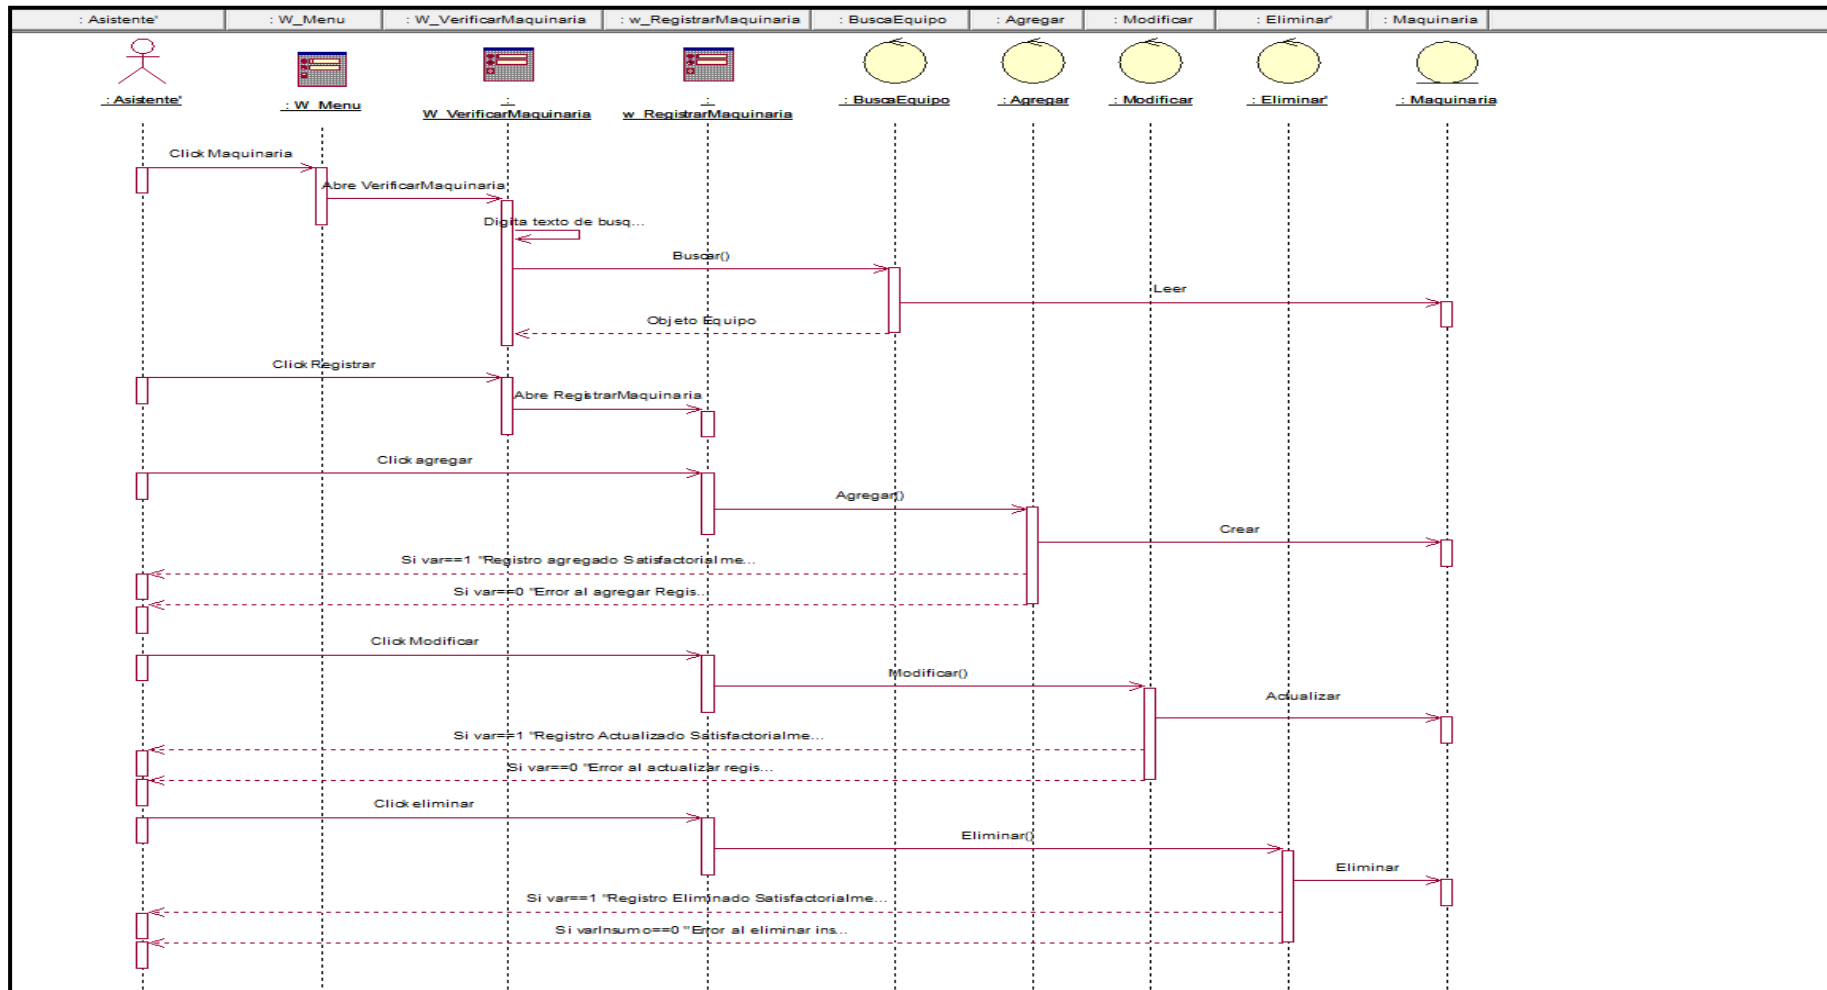 : Asistente' : W_Menu : W_VerificarMaquinaria : w_RegistrarMaquinaria : BuscaEquipo : Agregar : Modificar : Eliminar' : Maquinaria
: Asistente'
: W_Menu
:
W_VerificarMaquinaria
:
w_RegistrarMaquinaria
: BuscaEquipo
: Agregar
: Modificar
: Eliminar'
: Maquinaria
Click Maquinaria
Abre VerificarMaquinaria
Digita texto de busq...
Buscar()
Leer
Objeto Equipo
Click Registrar
Abre RegistrarMaquinaria
Click agregar
Agregar()
Crear
Si var==1 "Registro agregado Satisfactorialme...
Si var==0 "Error al agregar Regis...
Click Modificar
Modificar()
Actualizar
Si var==1 "Registro Actualizado Satisfactorialme...
Si var==0 "Error al actualizar regis...
Click eliminar
Eliminar()
Eliminar
Si var==1 "Registro Eliminado Satisfactorialme...
Si varInsumo==0 "Error al eliminar ins...